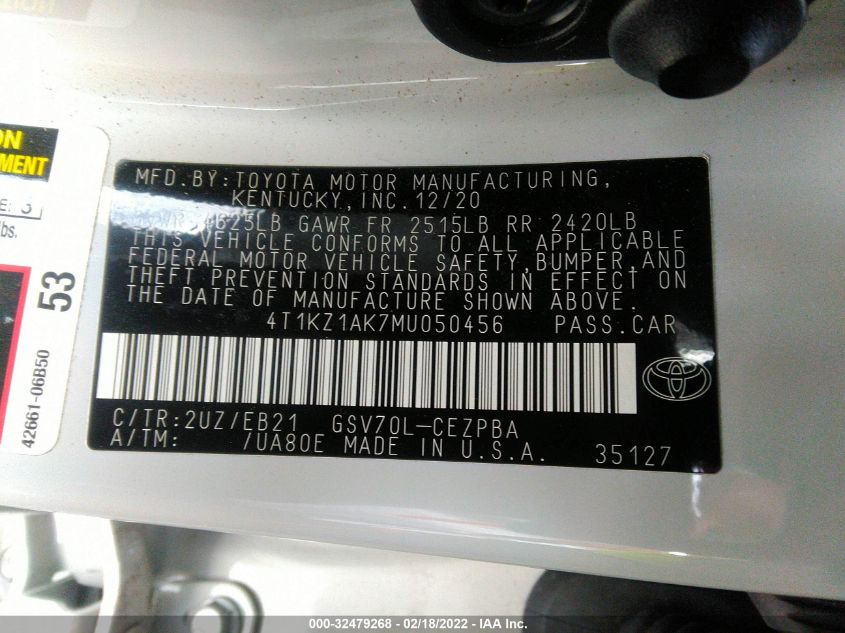 ON
MENT
E: 3
lbs.
53
42661-06B50
MFD.BY:TOYOTA MOTOR MANUFACTURING,
KENTUCKY,INC.12/20
4625LB GAWR FR 2515LB RR 2420LB
THIS VEHICLE CONFORMS TO ALL APPLICABLE
FEDERAL MOTOR VEHICLE SAFETY,BUMPER,AND
THEFT PREVENTION STANDARDS IN EFFECT ON
THE DATE OF MANUFACTURE SHOWN ABOVE.
4T1KZ1AK7MU050456 PASS.CAR
C/TR:2UZ/EB21 GSV70L-CEZPBA
A/TM: /UA80E MADE IN U.S.A. 35127
000-32479268 - 02/18/2022 - IAA Inc.